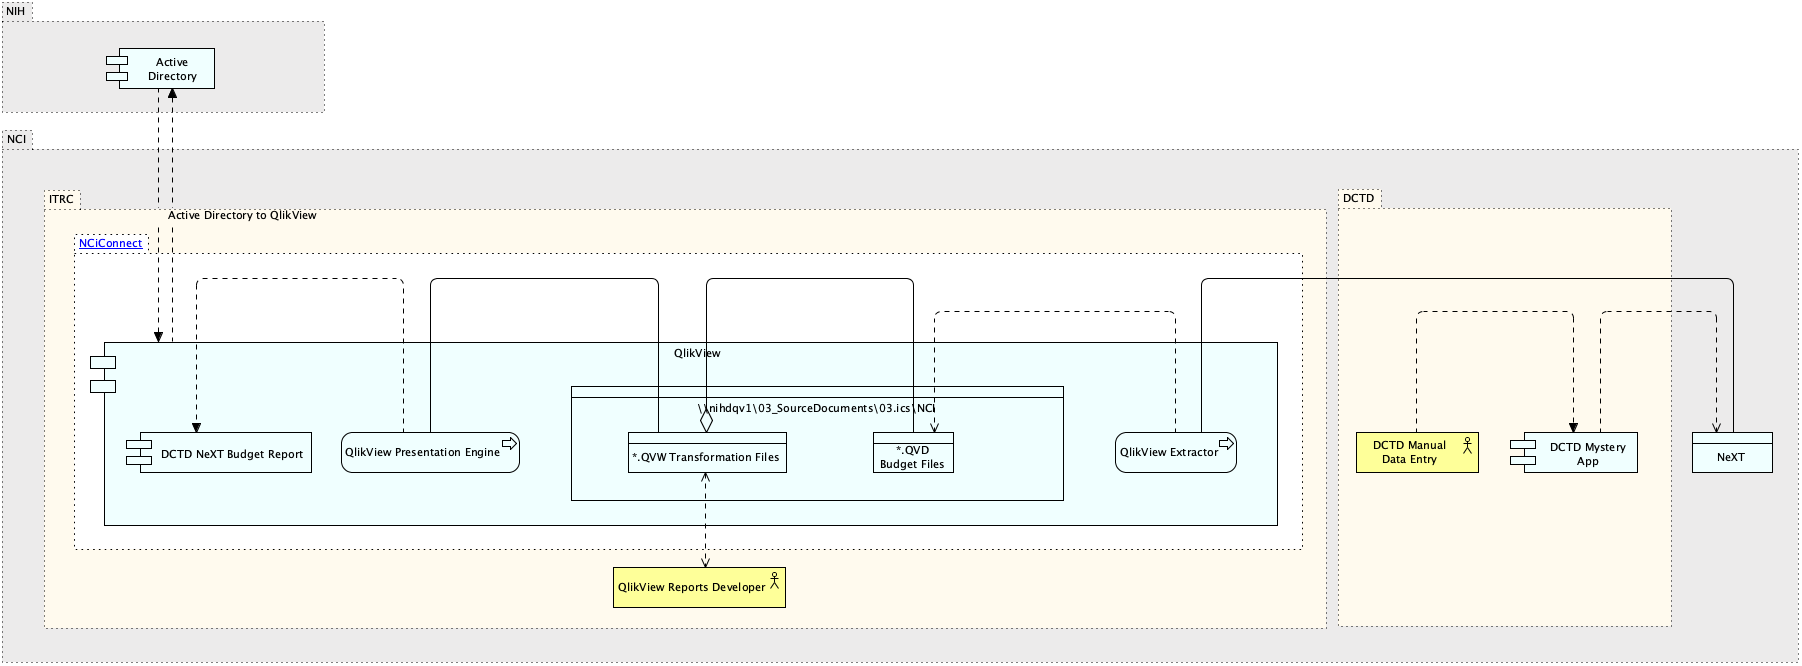 NIH
Active
Directory
NCI
ITRC
DCTD
Active Directory to QlikView
NCiConnect
QlikView
\\nihdqv1\03_SourceDocuments\03.ics\NCI
DCTD NeXT Budget Report
QlikView Presentation Engine
*.QVW Transformation Files
*.QVD
Budget Files
QlikView Extractor
DCTD Manual
Data Entry
DCTD Mystery
App
NeXT
QlikView Reports Developer